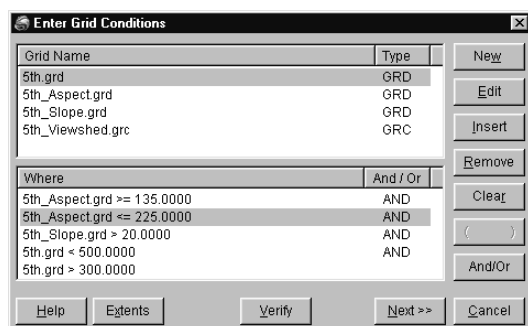 Enter Grid Conditions
Grid Name Type
5th.grd GRD
5th_Aspect.grd GRD
5th_Slope.grd GRD
5th_Viewshed.grc GRC
Where And / Or
5th_Aspect.grd >= 135.0000 AND
5th_Aspect.grd <= 225.0000 AND
5th_Slope.grd > 20.0000 AND
5th.grd < 500.0000 AND
5th.grd > 300.0000
New
Edit
Insert
Remove
Clear
( )
And/Or
Help Extents Verify Next >> Cancel